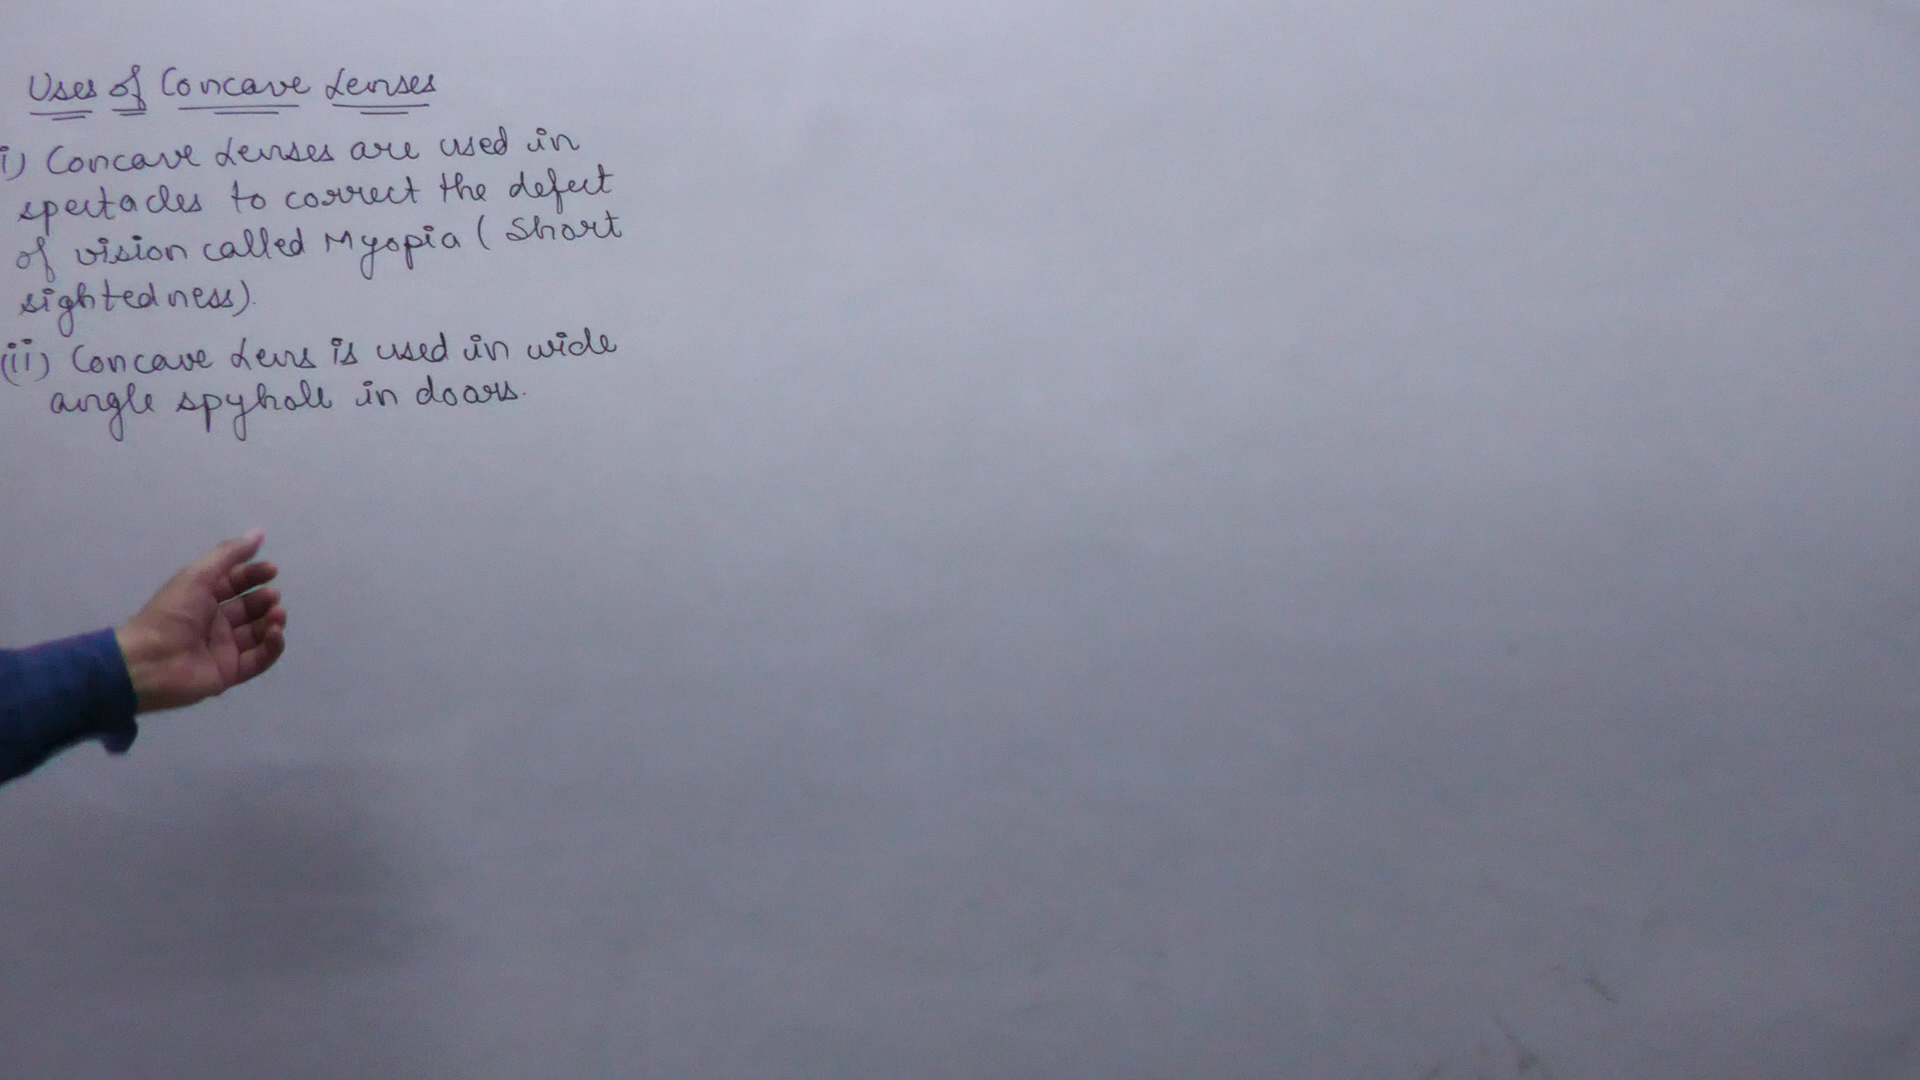 Uses of Concave Lenses
i) Concave Lenses are used in
spectacles to correct the defect
of vision called Myopia ( Short
sightedness).
(ii) Concave Lens is used in wide
angle spyhole in doors.